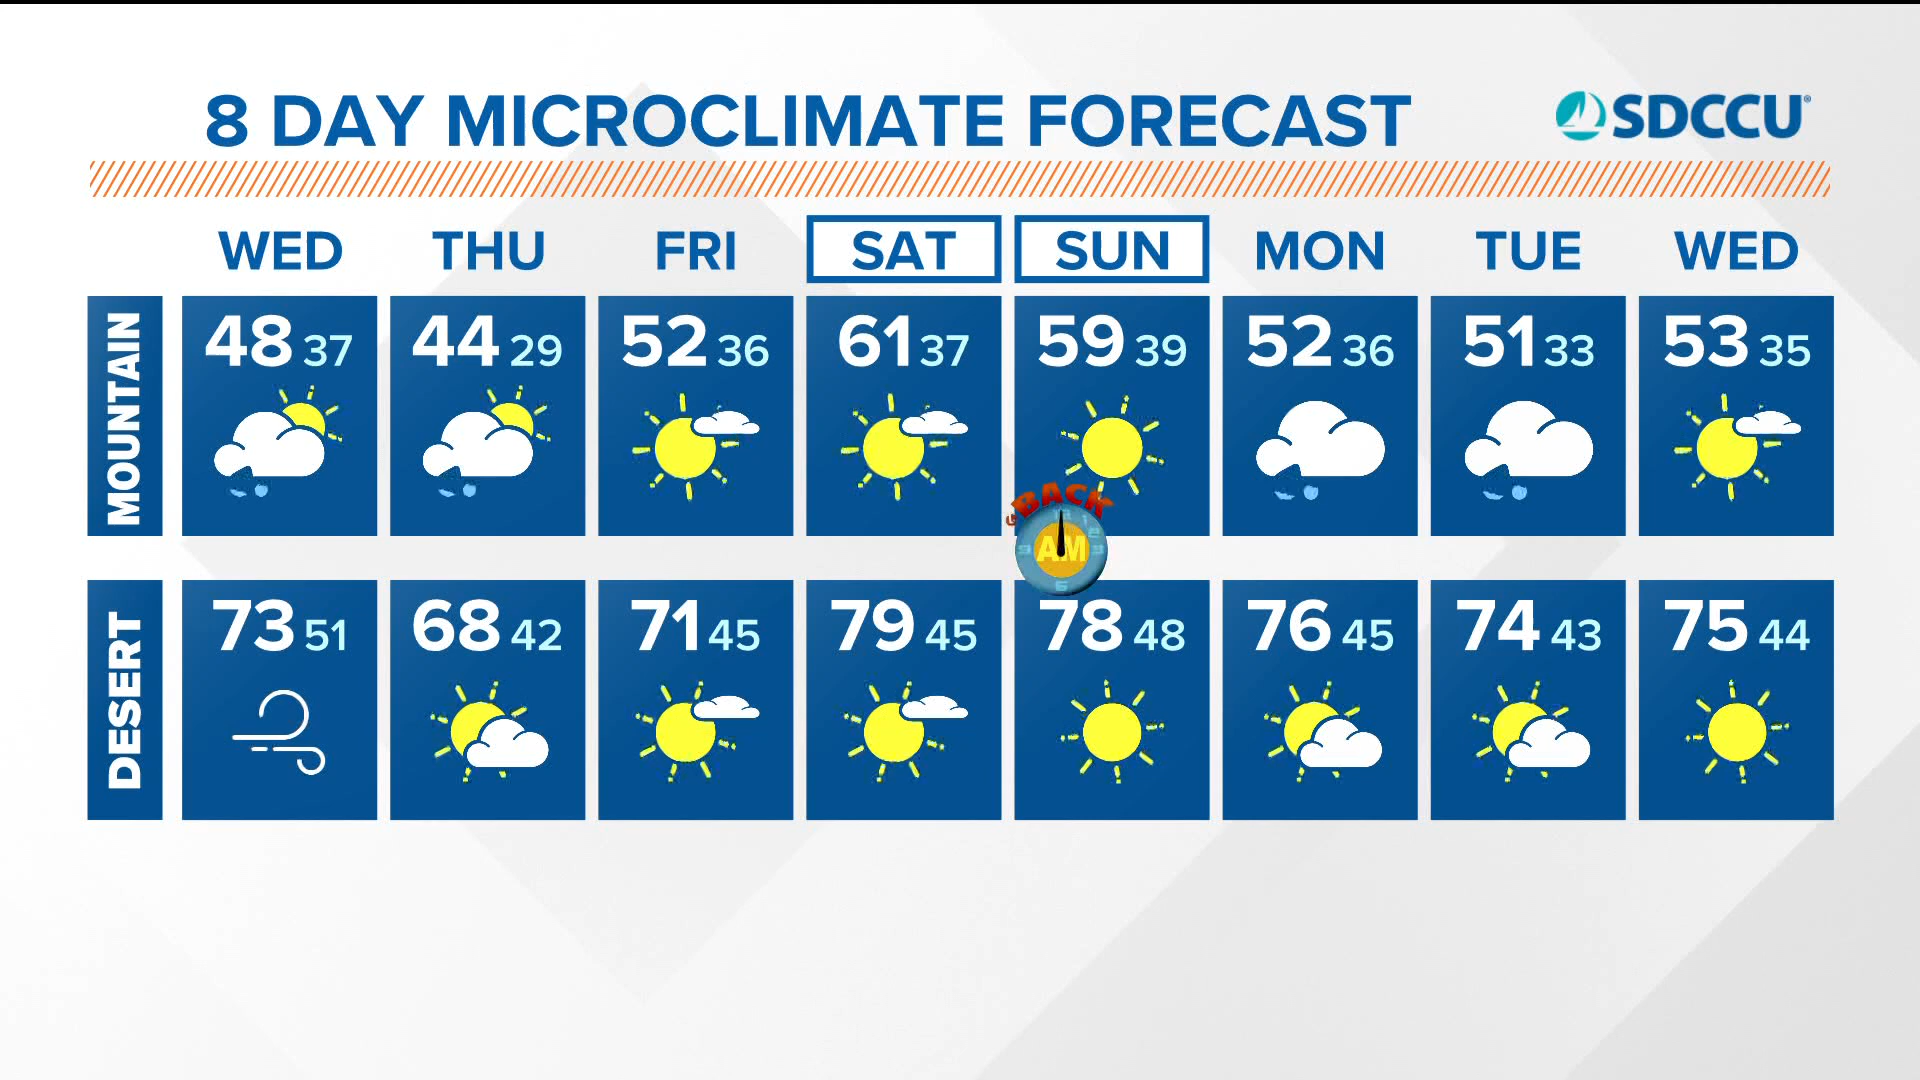 8 DAY MICROCLIMATE FORECAST
SDCCU®
WED THU FRI SAT SUN MON TUE WED
MOUNTAIN
48 37 44 29 52 36 61 37 59 39 52 36 51 33 53 35
BACK
AM
DESERT
73 51 68 42 71 45 79 45 78 48 76 45 74 43 75 44